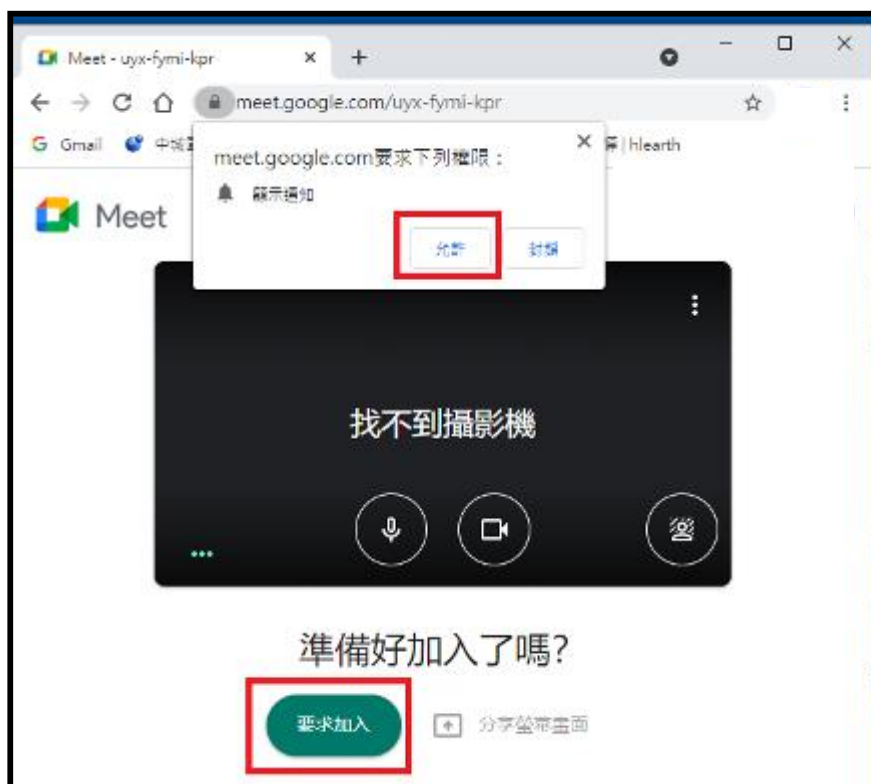 Meet - uyx-fymi-kpr
meet.google.com/uyx-fymi-kpr
G Gmail 中城 | hlearth
meet.google.com要求下列權限：
顯示通知
允許 封鎖
Meet
找不到攝影機
準備好加入了嗎?
要求加入 分享螢幕畫面